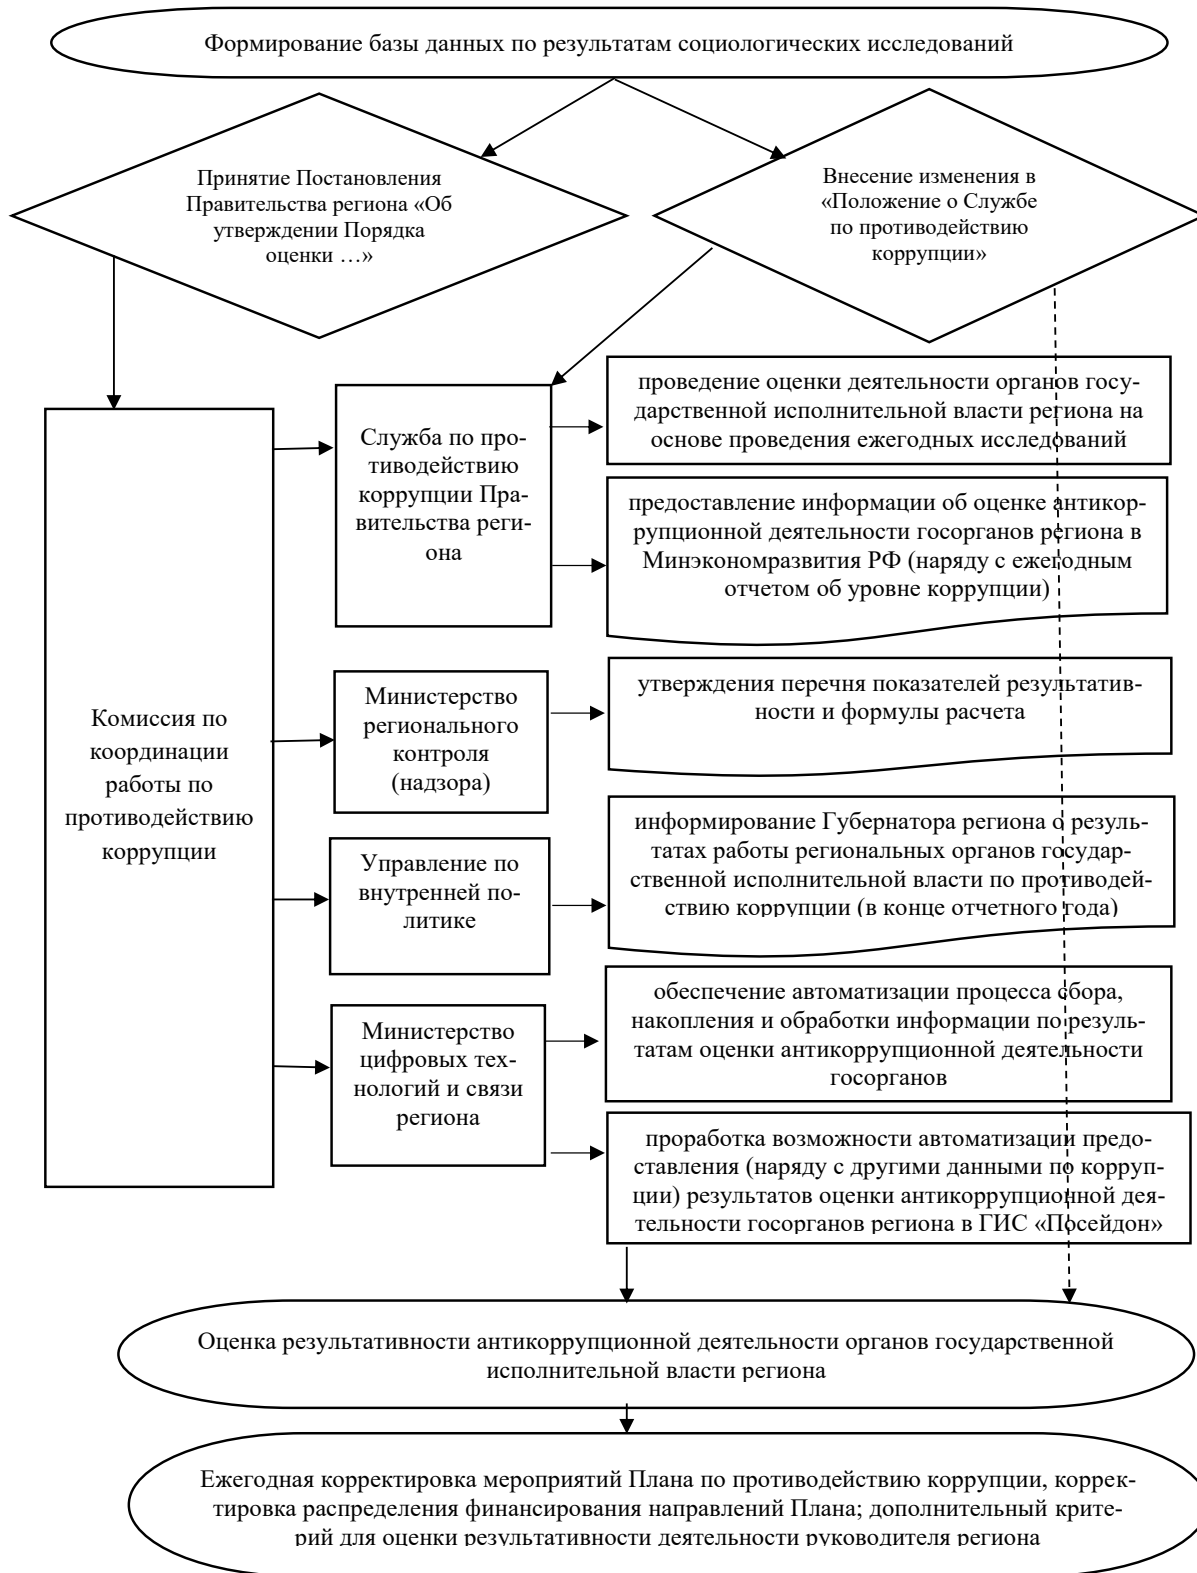 Формирование базы данных по результатам социологических исследований
Принятие Постановления
Правительства региона «Об
утверждении Порядка
оценки …»
Внесение изменения в
«Положение о Службе
по противодействию
коррупции»
Служба по про-
тиводействию
коррупции Пра-
вительства реги-
она
проведение оценки деятельности органов госу-
дарственной исполнительной власти региона на
основе проведения ежегодных исследований
предоставление информации об оценке антикор-
рупционной деятельности госорганов региона в
Минэкономразвития РФ (наряду с ежегодным
отчетом об уровне коррупции)
Комиссия по
координации
работы по
противодействию
коррупции
Министерство
регионального
контроля
(надзора)
утверждения перечня показателей результатив-
ности и формулы расчета
Управление по
внутренней по-
литике
информирование Губернатора региона о резуль-
татах работы региональных органов государ-
ственной исполнительной власти по противодей-
ствию коррупции (в конце отчетного года)
Министерство
цифровых тех-
нологий и связи
региона
обеспечение автоматизации процесса сбора,
накопления и обработки информации по резуль-
татам оценки антикоррупционной деятельности
госорганов
проработка возможности автоматизации предо-
ставления (наряду с другими данными по корруп-
ции) результатов оценки антикоррупционной дея-
тельности госорганов региона в ГИС «Посейдон»
Оценка результативности антикоррупционной деятельности органов государственной
исполнительной власти региона
Ежегодная корректировка мероприятий Плана по противодействию коррупции, коррек-
тировка распределения финансирования направлений Плана; дополнительный крите-
рий для оценки результативности деятельности руководителя региона